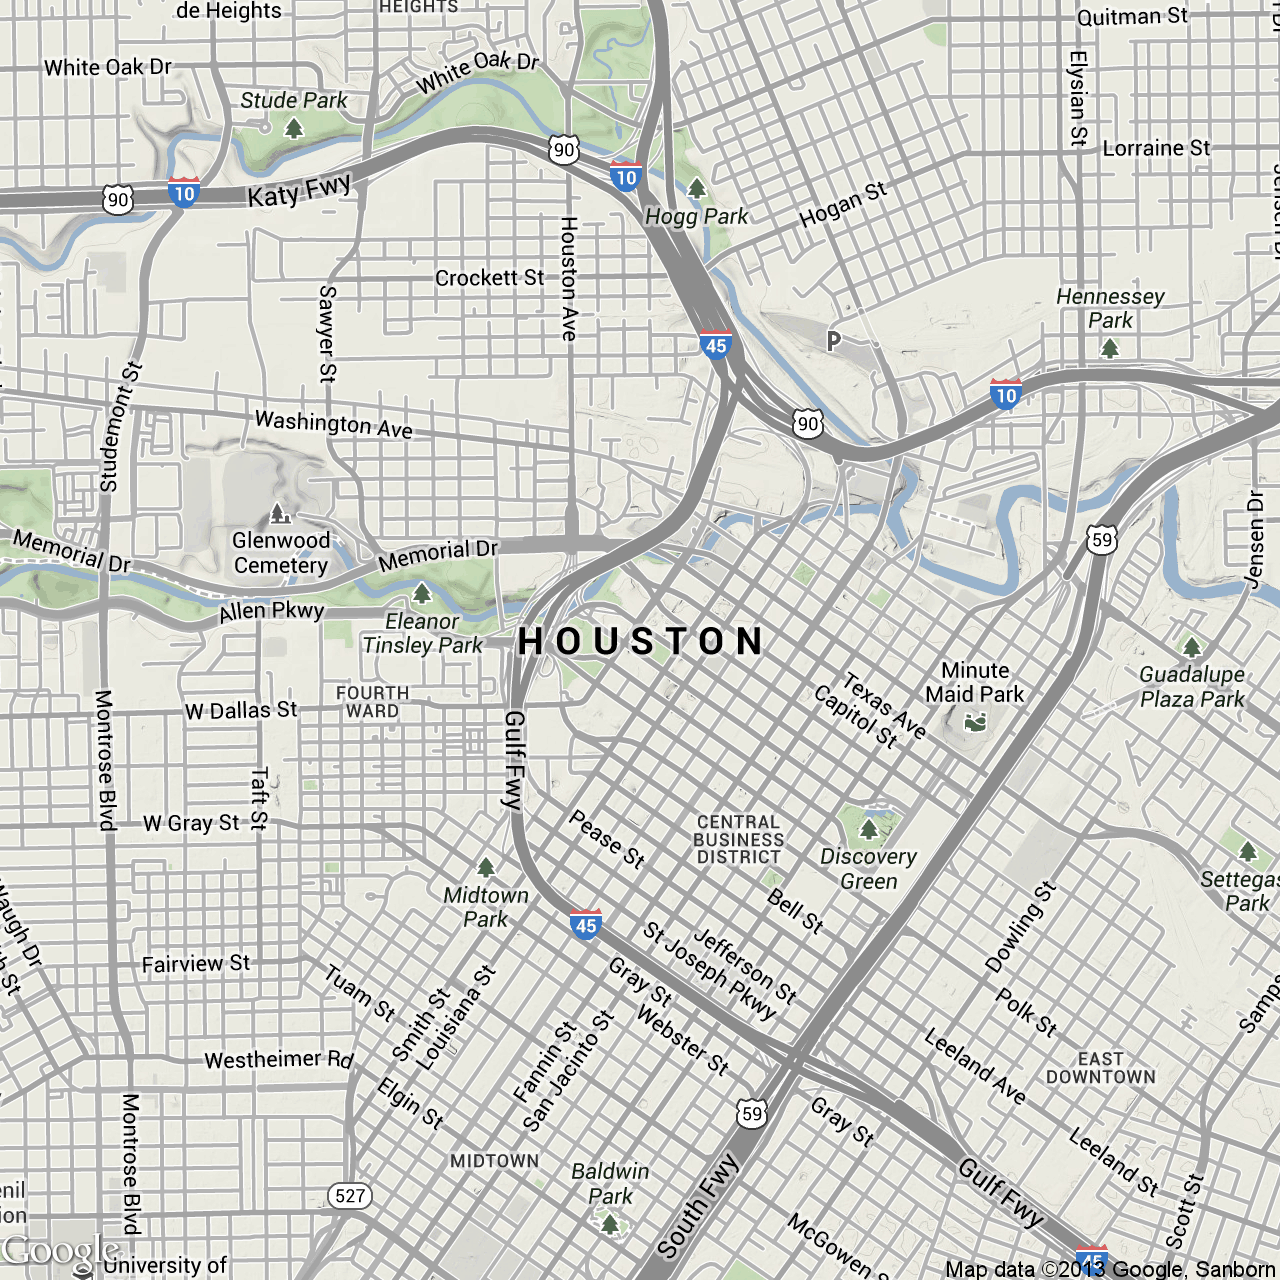 de Heights
HEIGHTS
Quitman St
White Oak Dr
White Oak Dr
Elysian St
Stude Park
90
Lorraine St
10
10
90
Katy Fwy
Hogg Park
Hogan St
Jensen Dr
Houston Ave
Crockett St
Sawyer St
Hennessey
Park
P
45
10
Studemont St
Washington Ave
90
Glenwood
Cemetery
Memorial Dr
Memorial Dr
59
Jensen Dr
Allen Pkwy
Eleanor
Tinsley Park
HOUSTON
Minute
Maid Park
Guadalupe
Plaza Park
FOURTH
WARD
W Dallas St
Texas Ave
Capitol St
Montrose Blvd
Gulf Fwy
Taft St
W Gray St
Pease St
CENTRAL
BUSINESS
DISTRICT
Discovery
Green
Settegas
Park
Midtown
Park
Bell St
Waugh Dr
45
Dowling St
Fairview St
St Joseph Pkwy
Jefferson St
Tuam St
Gray St
Smith St
Louisiana St
Polk St
Samps
Webster St
Fannin St
San Jacinto St
Leeland Ave
Westheimer Rd
EAST
DOWNTOWN
Elgin St
59
Gray St
Montrose Blvd
MIDTOWN
Leeland St
Baldwin
Park
527
South Fwy
Gulf Fwy
Scott St
McGowen S
Google
University of
45
Map data ©2013 Google, Sanborn